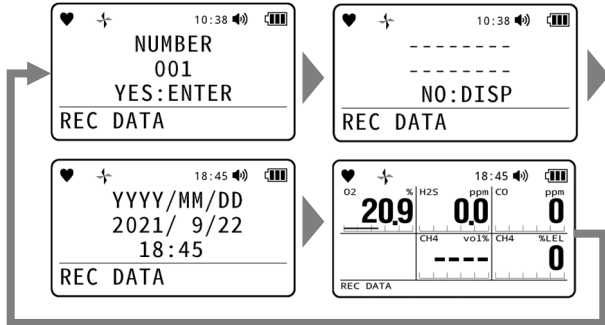 10:38
NUMBER
001
YES:ENTER
REC DATA
10:38
--------
--------
NO:DISP
REC DATA
18:45
YYYY/MM/DD
2021/ 9/22
18:45
REC DATA
18:45
O2 % H2S ppm CO ppm
20.9 0.0 0
CH4 vol% CH4 %LEL
---- 0
REC DATA